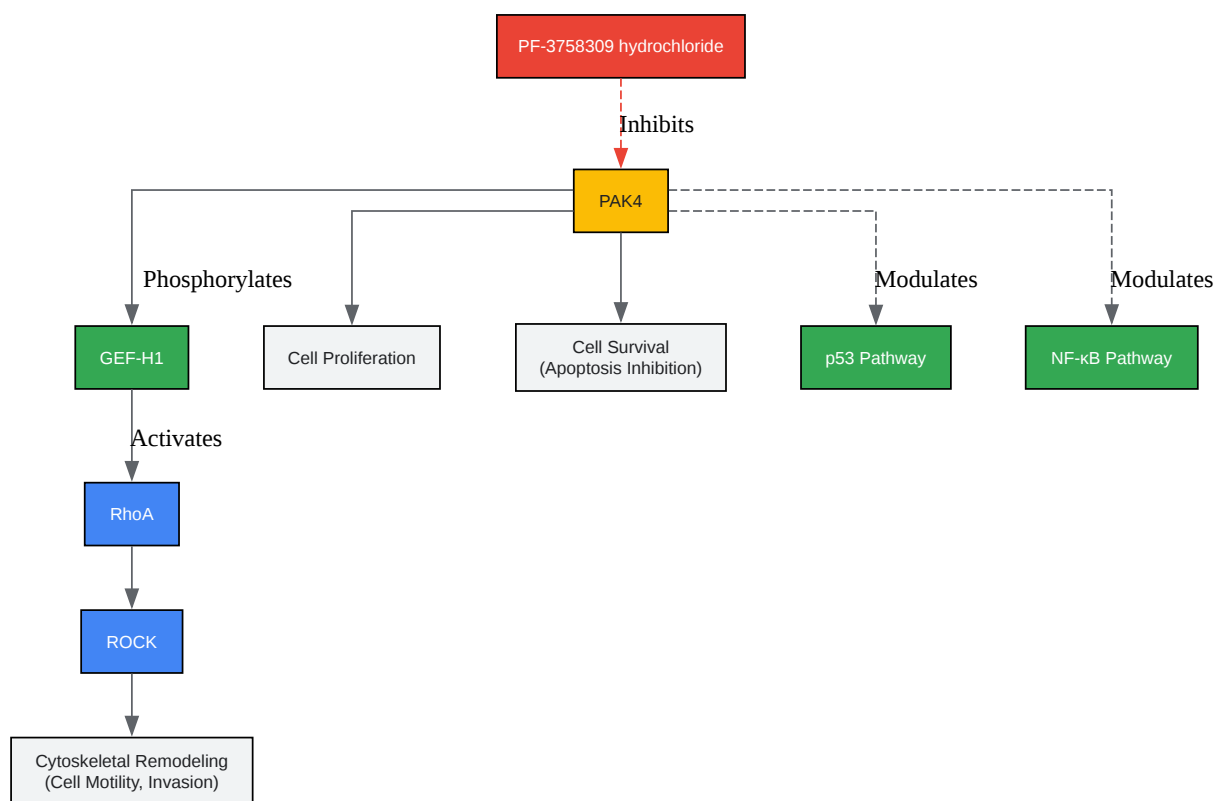 PF-3758309 hydrochloride
Inhibits
PAK4
Phosphorylates
Modulates
Modulates
GEF-H1
Cell Proliferation
Cell Survival
(Apoptosis Inhibition)
p53 Pathway
NF-κB Pathway
Activates
RhoA
ROCK
Cytoskeletal Remodeling
(Cell Motility, Invasion)